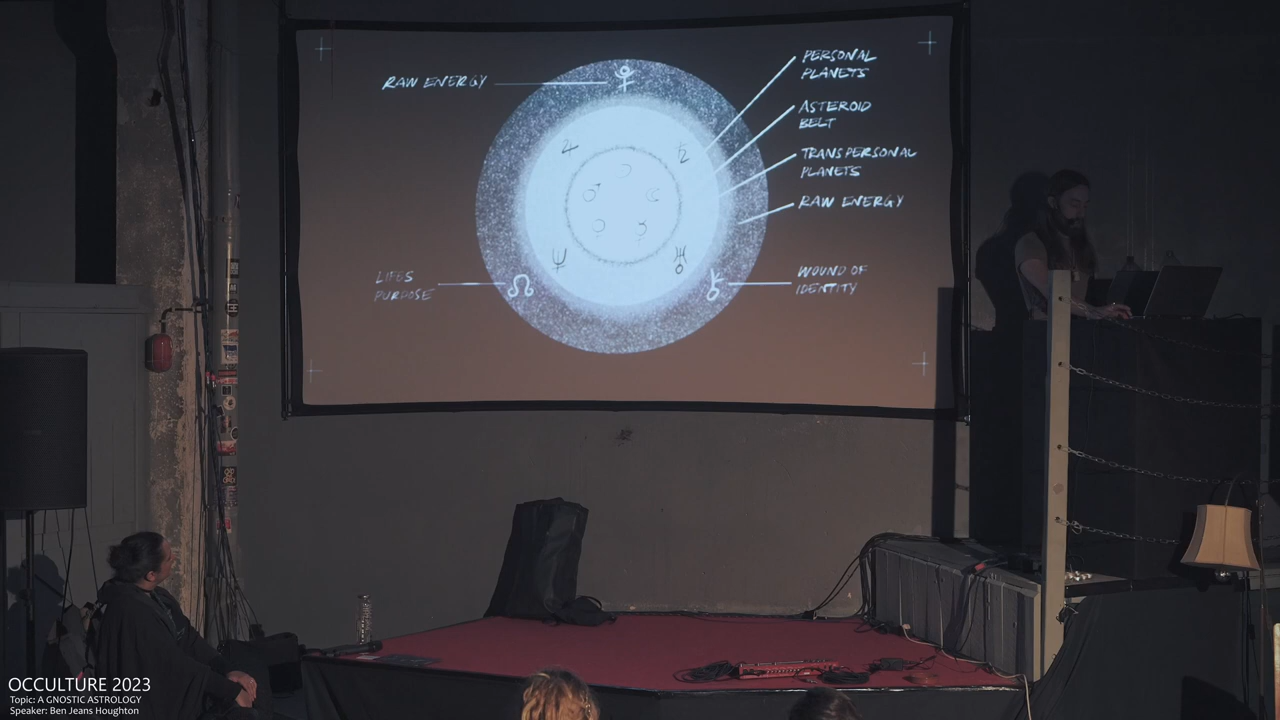 RAW ENERGY
PERSONAL
PLANETS
ASTEROID
BELT
TRANSPERSONAL
PLANETS
RAW ENERGY
LIFES
PURPOSE
WOUND OF
IDENTITY
OCCULTURE 2023
Topic: A GNOSTIC ASTROLOGY
Speaker: Ben Jeans Houghton